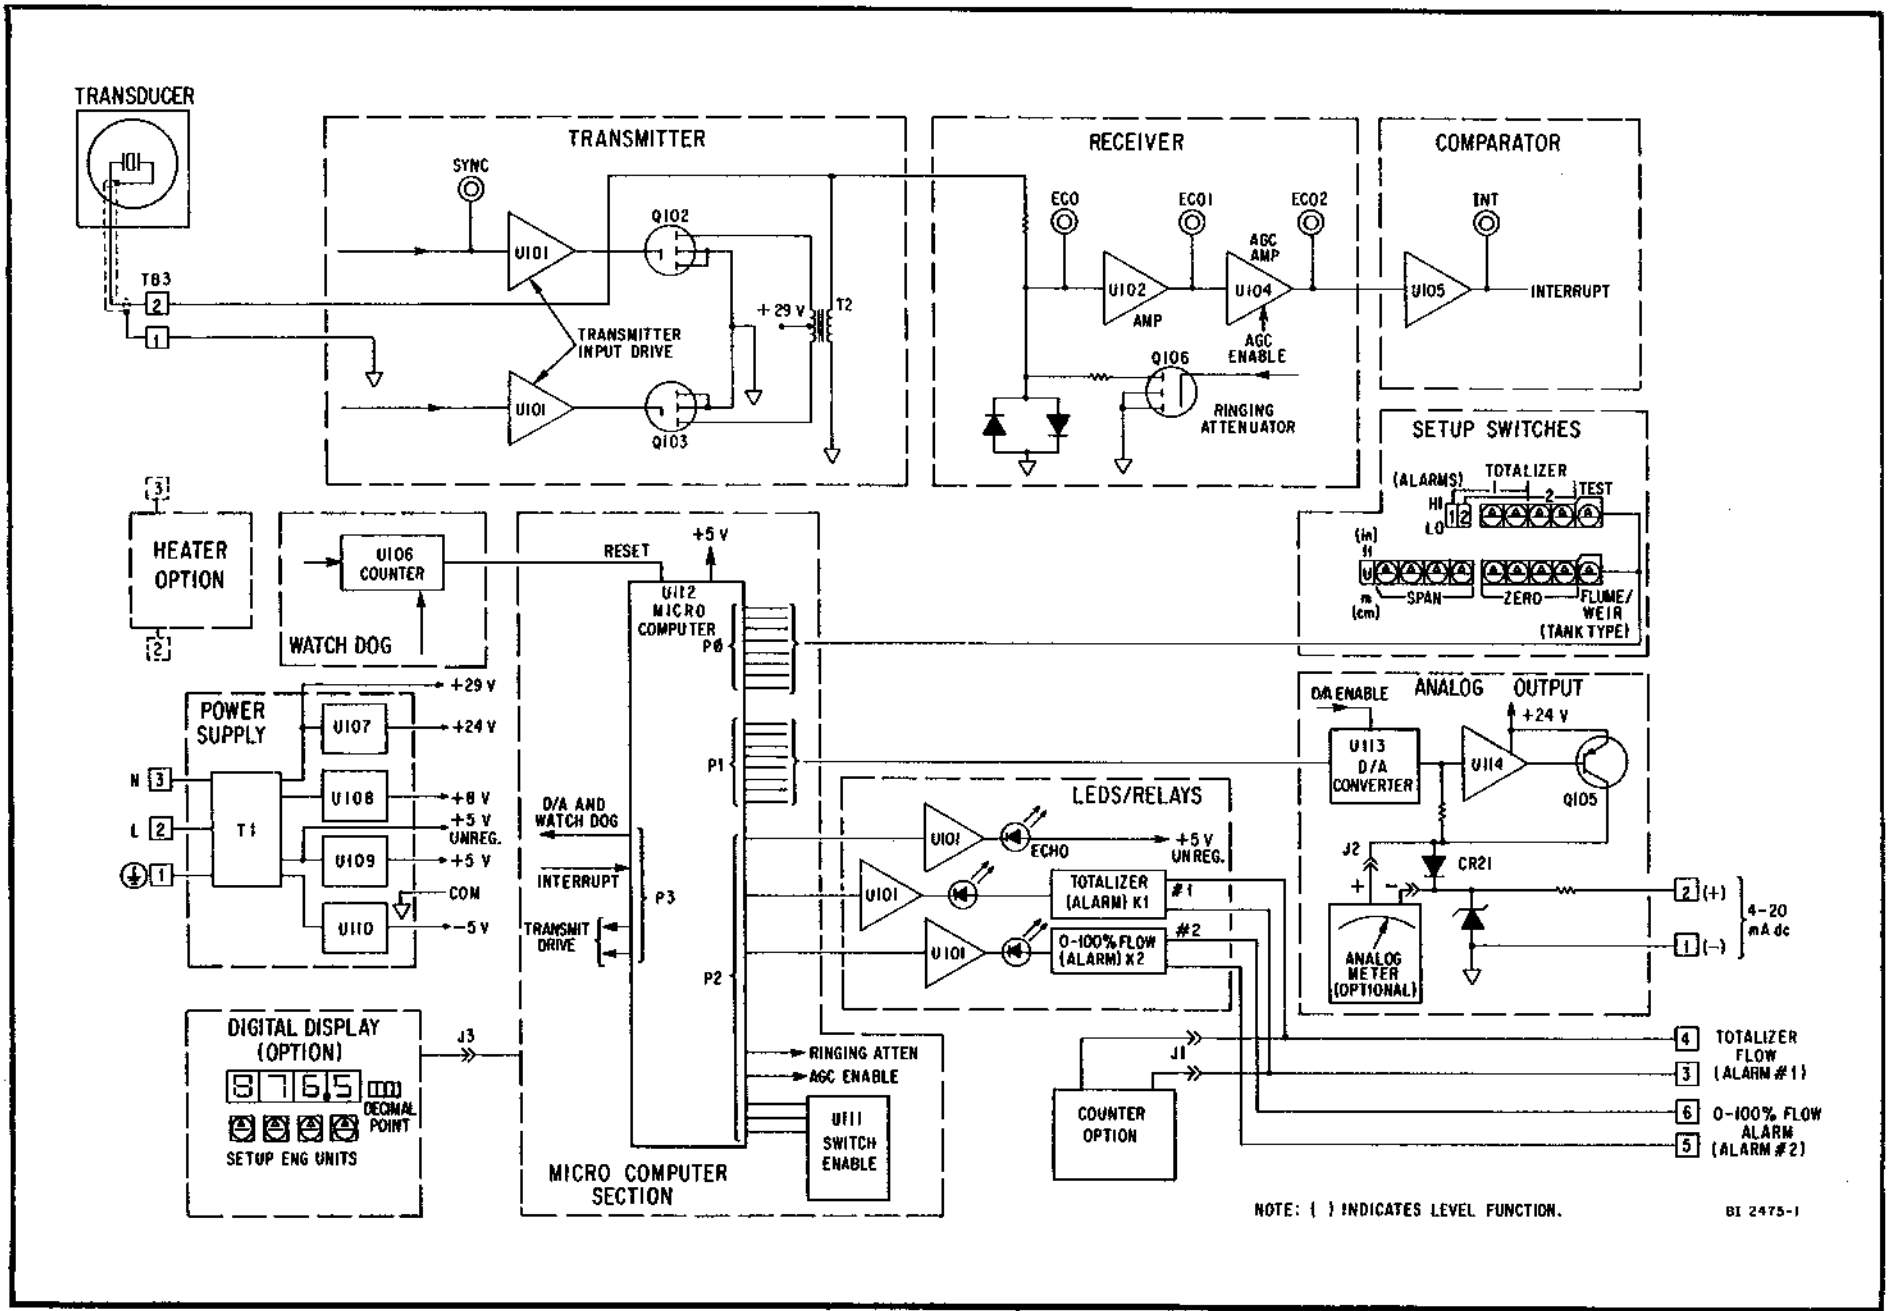 TRANSDUCER
TB3
2
1
TRANSMITTER
SYNC
U101
Q102
+29 V
T2
TRANSMITTER
INPUT DRIVE
U101
Q103
RECEIVER
ECO
ECO1
ECO2
AGC
AMP
U102
AMP
U104
AGC
ENABLE
Q106
RINGING
ATTENUATOR
COMPARATOR
INT
U105
INTERRUPT
SETUP SWITCHES
(ALARMS)
TOTALIZER
1
2
TEST
HI
LO
1 2
(in)
ft
m
(cm)
SPAN
ZERO
FLUME/
WEIR
(TANK TYPE)
3
HEATER
OPTION
2
U106
COUNTER
WATCH DOG
RESET
+5 V
U112
MICRO
COMPUTER
PØ
P1
P2
P3
D/A AND
WATCH DOG
INTERRUPT
TRANSMIT
DRIVE
RINGING ATTEN
AGC ENABLE
U111
SWITCH
ENABLE
MICRO COMPUTER
SECTION
POWER
SUPPLY
N 3
L 2
1
T1
U107
U108
U109
U110
+29 V
+24 V
+8 V
+5 V
UNREG.
+5 V
COM
-5 V
DIGITAL DISPLAY
(OPTION)
8 7 6.5
DECIMAL
POINT
SETUP ENG UNITS
J3
LEDS/RELAYS
U101
ECHO
+5 V
UNREG.
U101
TOTALIZER
(ALARM) K1
#1
U101
0-100% FLOW
(ALARM) K2
#2
ANALOG OUTPUT
D/A ENABLE
+24 V
U113
D/A
CONVERTER
U114
Q105
J2
CR21
+
-
ANALOG
METER
(OPTIONAL)
2 (+)
1 (-)
4-20
mA dc
J1
COUNTER
OPTION
4
3
TOTALIZER
FLOW
(ALARM #1)
6
5
0-100% FLOW
ALARM
(ALARM #2)
NOTE: ( ) INDICATES LEVEL FUNCTION.
BI 2475-1